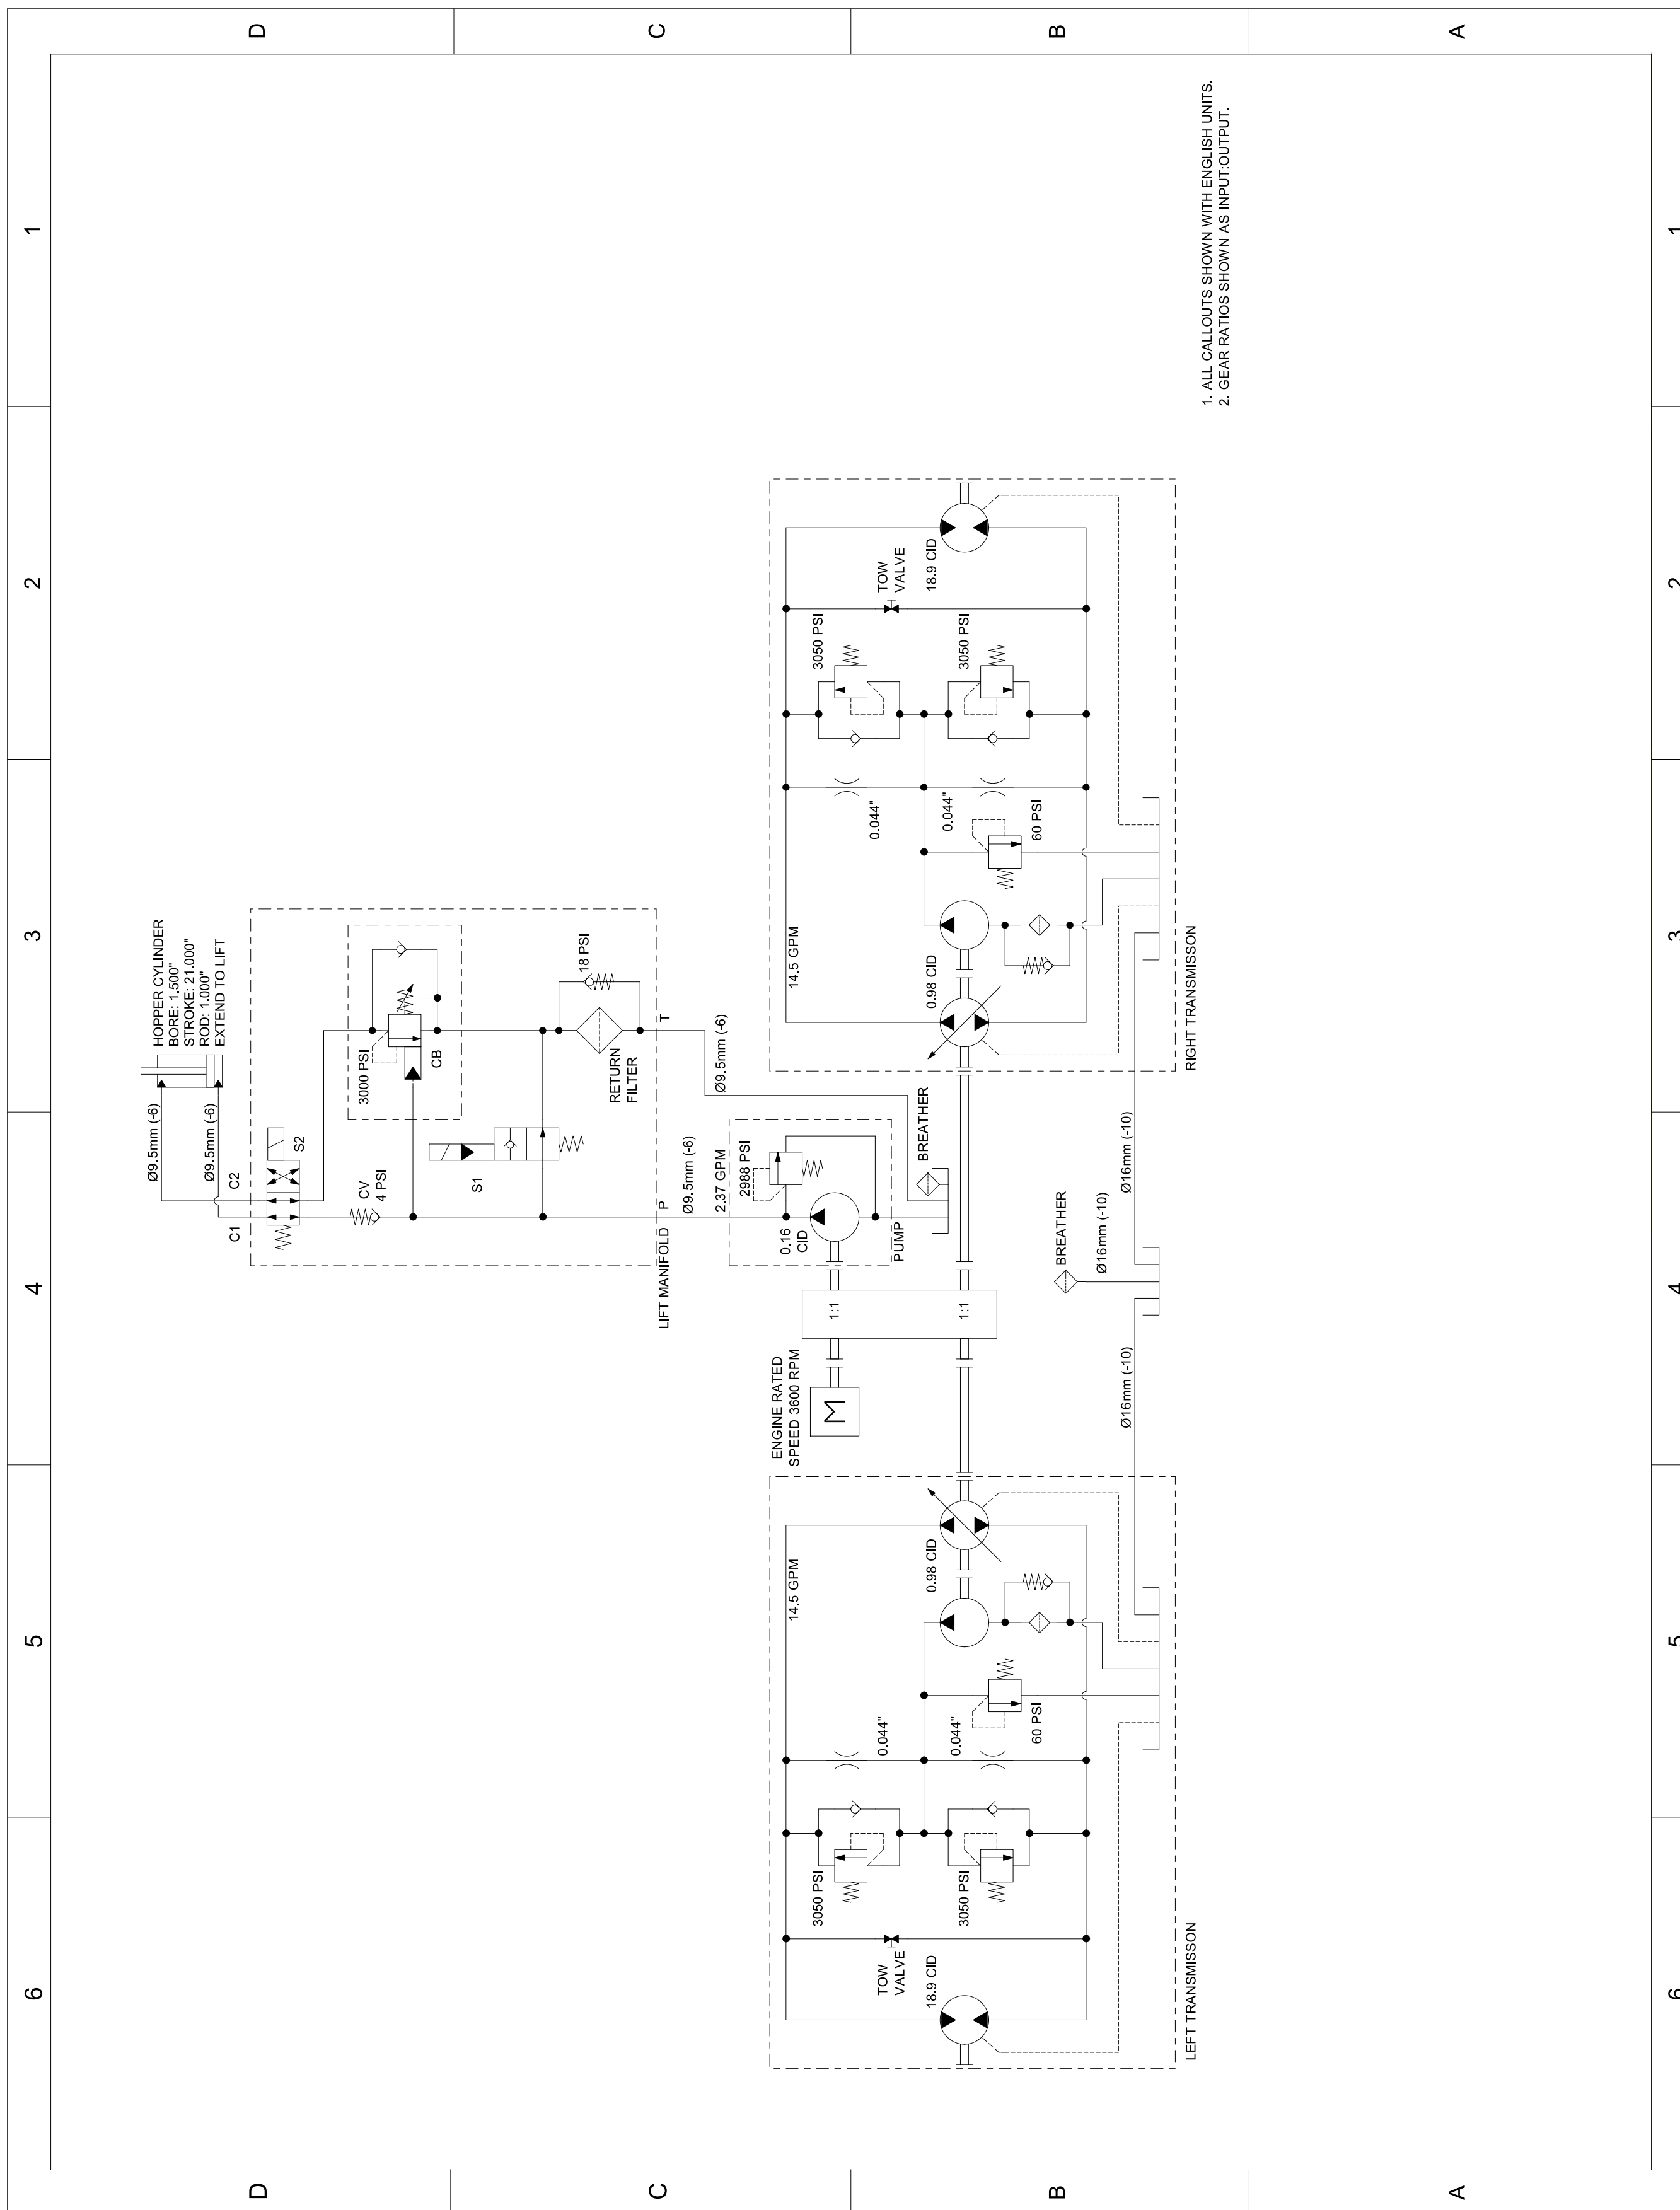 D
C
B
A
1
2
3
4
5
6
1
2
3
4
5
6
D
C
B
A
1. ALL CALLOUTS SHOWN WITH ENGLISH UNITS.
2. GEAR RATIOS SHOWN AS INPUT:OUTPUT.
HOPPER CYLINDER
BORE: 1.500"
STROKE: 21.000"
ROD: 1.000"
EXTEND TO LIFT
Ø9.5mm (-6)
Ø9.5mm (-6)
C1
C2
S2
CV
4 PSI
3000 PSI
CB
S1
18 PSI
RETURN
FILTER
P
T
LIFT MANIFOLD
Ø9.5mm (-6)
Ø9.5mm (-6)
2.37 GPM
2988 PSI
0.16
CID
PUMP
BREATHER
ENGINE RATED
SPEED 3600 RPM
M
1:1
1:1
BREATHER
Ø16mm (-10)
Ø16mm (-10)
Ø16mm (-10)
14.5 GPM
0.98 CID
0.044"
0.044"
60 PSI
3050 PSI
3050 PSI
TOW
VALVE
18.9 CID
LEFT TRANSMISSON
14.5 GPM
0.98 CID
0.044"
0.044"
60 PSI
3050 PSI
3050 PSI
TOW
VALVE
18.9 CID
RIGHT TRANSMISSON